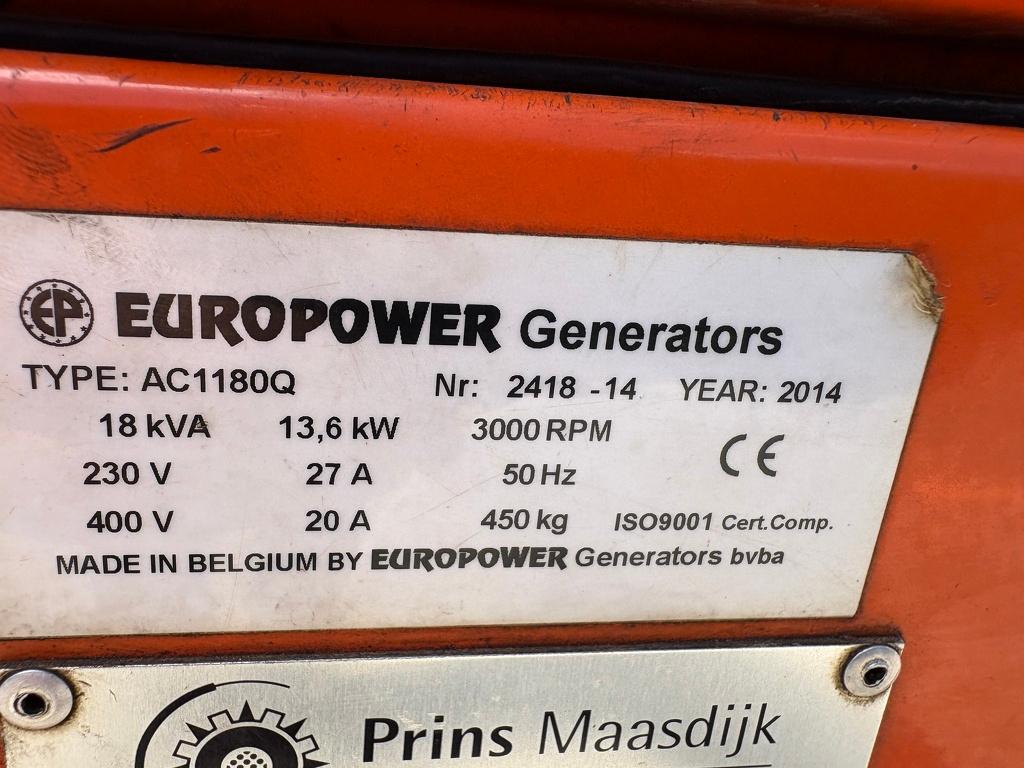 EP EUROPOWER Generators
TYPE: AC1180Q Nr: 2418 -14 YEAR: 2014
18 kVA 13,6 kW 3000 RPM
CE
230 V 27 A 50 Hz
400 V 20 A 450 kg ISO9001 Cert.Comp.
MADE IN BELGIUM BY EUROPOWER Generators bvba
Prins Maasdijk